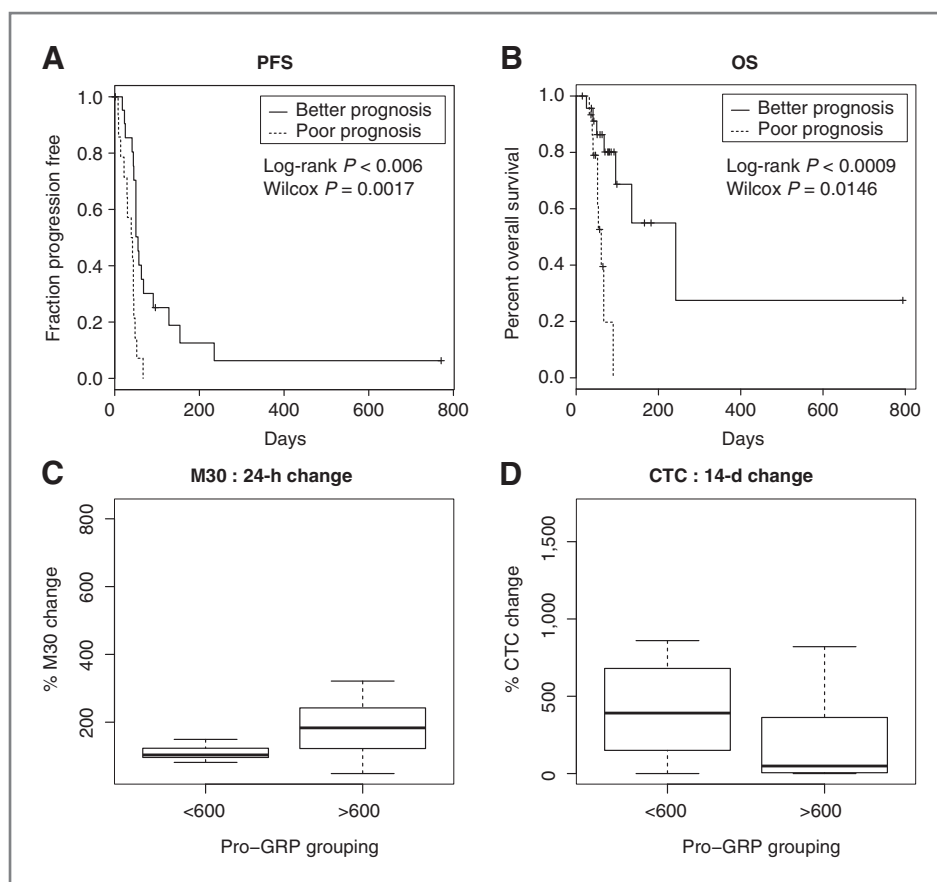 A
PFS
Fraction progression free
1.0
0.8
0.6
0.4
0.2
0.0
Better prognosis
Poor prognosis
Log-rank P < 0.006
Wilcox P = 0.0017
0 200 400 600 800
Days
B
OS
Percent overall survival
1.0
0.8
0.6
0.4
0.2
0.0
Better prognosis
Poor prognosis
Log-rank P < 0.0009
Wilcox P = 0.0146
0 200 400 600 800
Days
C
M30 : 24-h change
% M30 change
800
600
400
200
<600 >600
Pro−GRP grouping
D
CTC : 14-d change
% CTC change
1,500
1,000
500
0
<600 >600
Pro−GRP grouping